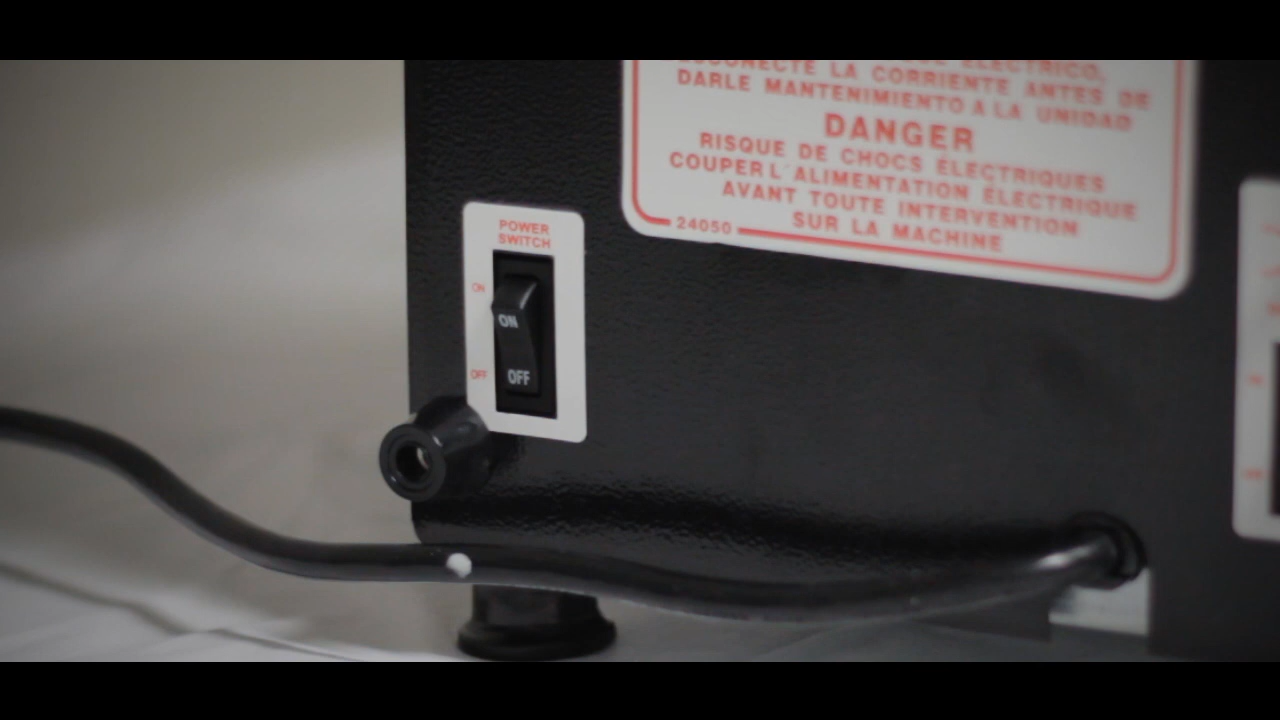 ELECTRICO,
DESCONECTE LA CORRIENTE ANTES DE
DARLE MANTENIMIENTO A LA UNIDAD
DANGER
RISQUE DE CHOCS ÉLECTRIQUES
COUPER L'ALIMENTATION ÉLECTRIQUE
AVANT TOUTE INTERVENTION
SUR LA MACHINE
24050
POWER
SWITCH
ON
ON
OFF
OFF